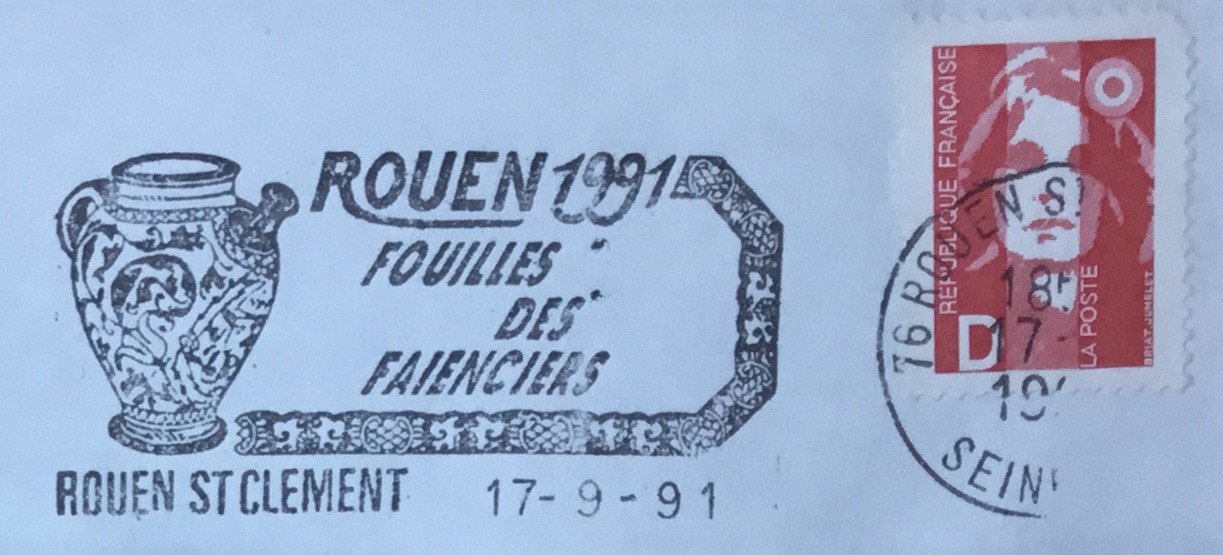 ROUEN 1991
FOUILLES
DES
FAIENCIERS
ROUEN ST CLEMENT 17-9-91
RÉPUBLIQUE FRANÇAISE
D
LA POSTE
BRIAT.JUMELET
76 ROUEN S
18
17-
19
SEIN